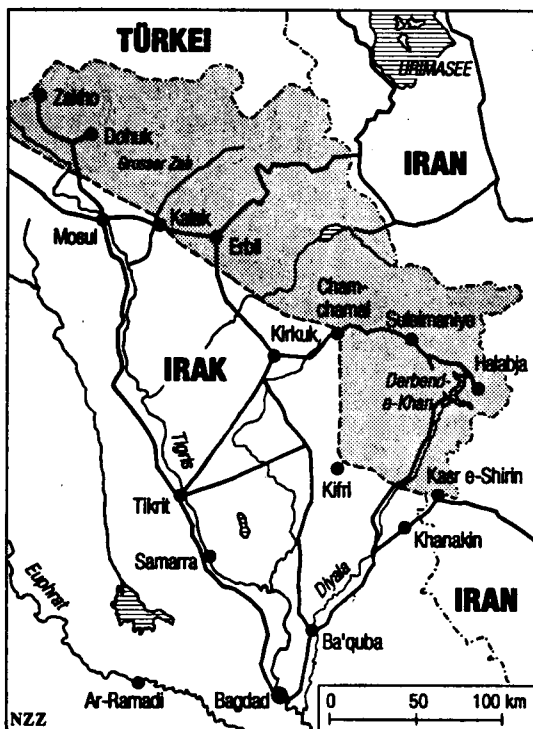 TÜRKEI
URMIASEE
Zakho
Dohuk
Grosser Zab
IRAN
Mosul
Kalak
Erbil
Cham-
chamal
Sulaimaniye
Kirkuk
Halabja
IRAK
Darbend-
e-Khan
Tigris
Kifri
Kasr e-Shirin
Tikrit
Khanakin
Samarra
Diyala
Euphrat
IRAN
Ba'quba
Ar-Ramadi
Bagdad
0 50 100 km
NZZ